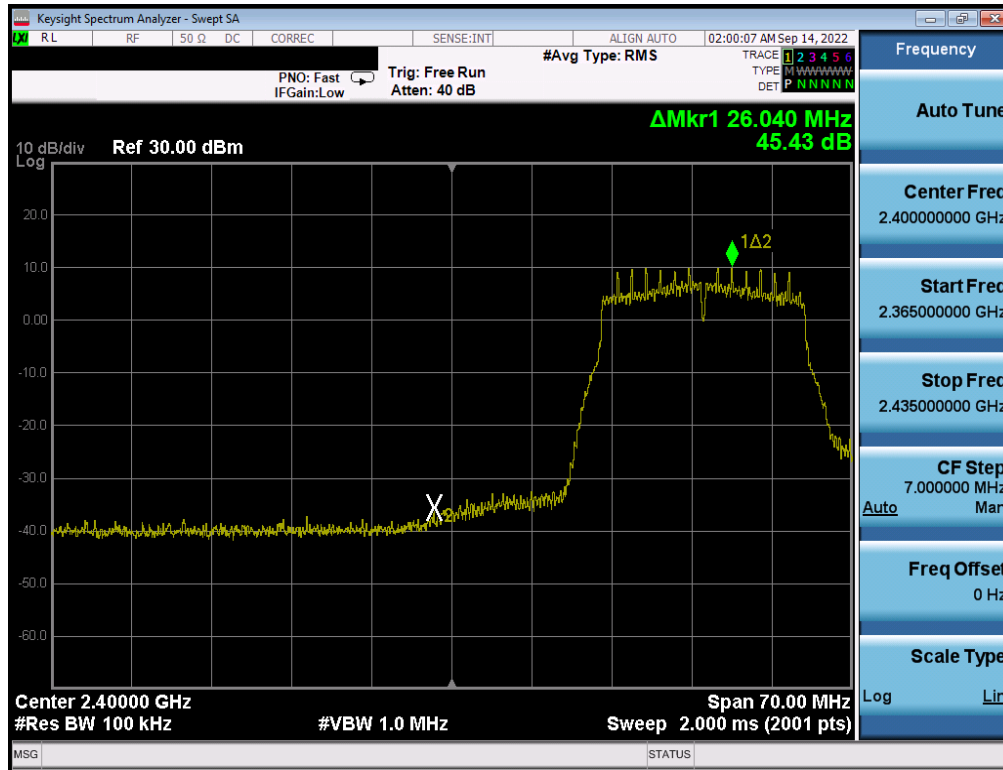 Keysight Spectrum Analyzer - Swept SA
LXI RL RF 50 Ω DC CORREC SENSE:INT ALIGN AUTO 02:00:07 AM Sep 14, 2022
PNO: Fast
IFGain:Low
Trig: Free Run
Atten: 40 dB
#Avg Type: RMS
TRACE 1 2 3 4 5 6
TYPE M WWWWW
DET P N N N N N
ΔMkr1 26.040 MHz
45.43 dB
10 dB/div Ref 30.00 dBm
Log
20.0
10.0
0.00
-10.0
-20.0
-30.0
-40.0
-50.0
-60.0
1Δ2
2
Center 2.40000 GHz Span 70.00 MHz
#Res BW 100 kHz #VBW 1.0 MHz Sweep 2.000 ms (2001 pts)
MSG STATUS
Frequency
Auto Tune
Center Freq
2.400000000 GHz
Start Freq
2.365000000 GHz
Stop Freq
2.435000000 GHz
CF Step
7.000000 MHz
Auto Man
Freq Offset
0 Hz
Scale Type
Log Lin